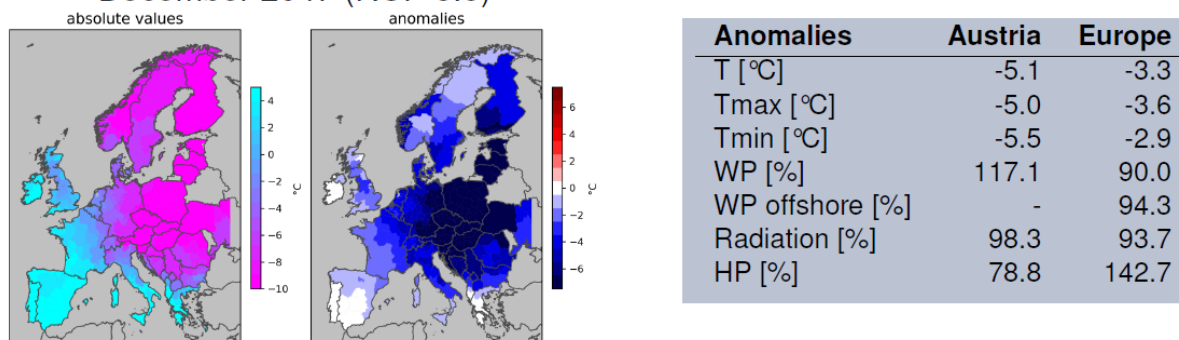 absolute values
anomalies
4
2
0
−2
−4
−6
−8
−10
°C
6
4
2
0
−2
−4
−6
°C
Anomalies Austria Europe
T [°C] -5.1 -3.3
Tmax [°C] -5.0 -3.6
Tmin [°C] -5.5 -2.9
WP [%] 117.1 90.0
WP offshore [%] - 94.3
Radiation [%] 98.3 93.7
HP [%] 78.8 142.7